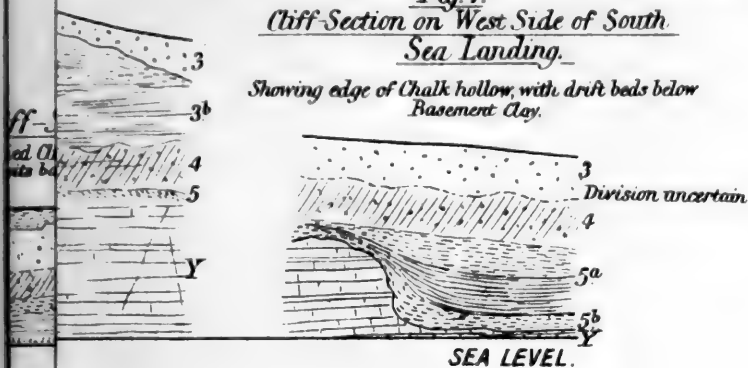 Cliff-Section on West Side of South
Sea Landing.
Showing edge of Chalk hollow, with drift beds below
Basement Clay.
3
3b
4
5
Y
3
Division uncertain
4
5a
5b
Y
SEA LEVEL.